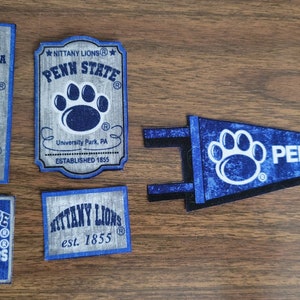 NITTANY LIONS®
PENN STATE
®
University Park, PA
ESTABLISHED 1855
NITTANY LIONS
®
est. 1855
PE
®